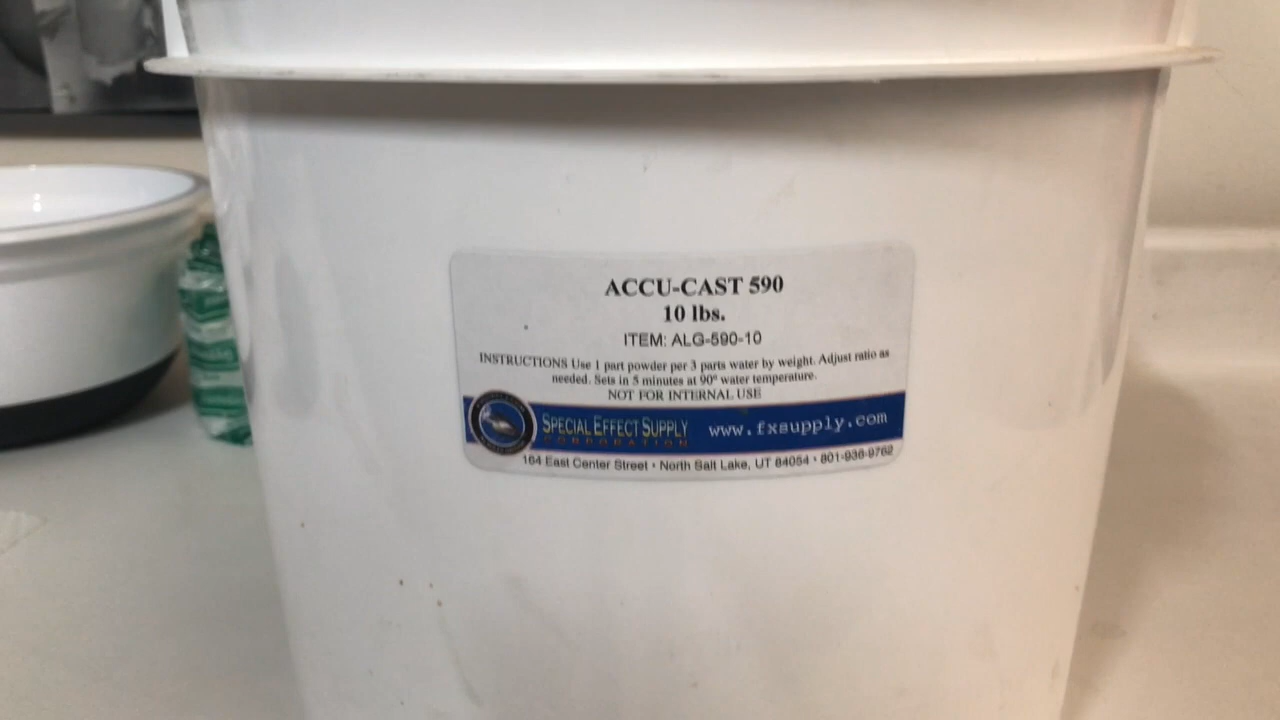 ACCU-CAST 590
10 lbs.
ITEM: ALG-590-10
INSTRUCTIONS Use 1 part powder per 3 parts water by weight. Adjust ratio as
needed. Sets in 5 minutes at 90° water temperature.
NOT FOR INTERNAL USE
SPECIAL EFFECT SUPPLY
CORPORATION
www.fxsupply.com
164 East Center Street • North Salt Lake, UT 84054 • 801-936-9762